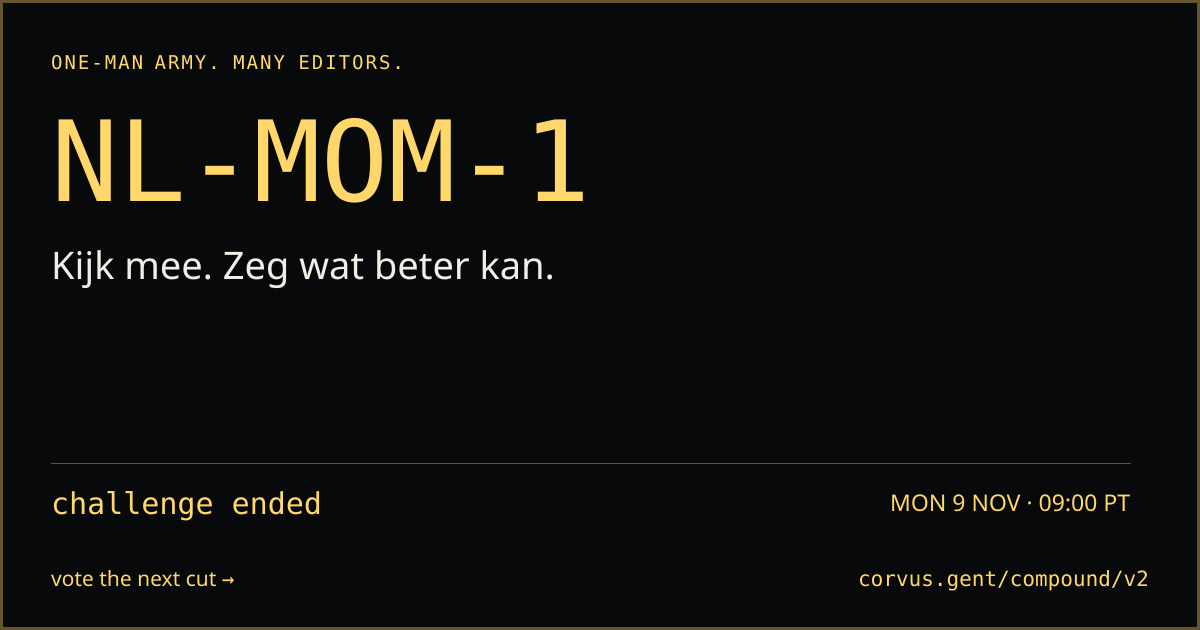 ONE-MAN ARMY. MANY EDITORS.
NL-MOM-1
Kijk mee. Zeg wat beter kan.
challenge ended
MON 9 NOV · 09:00 PT
vote the next cut →
corvus.gent/compound/v2